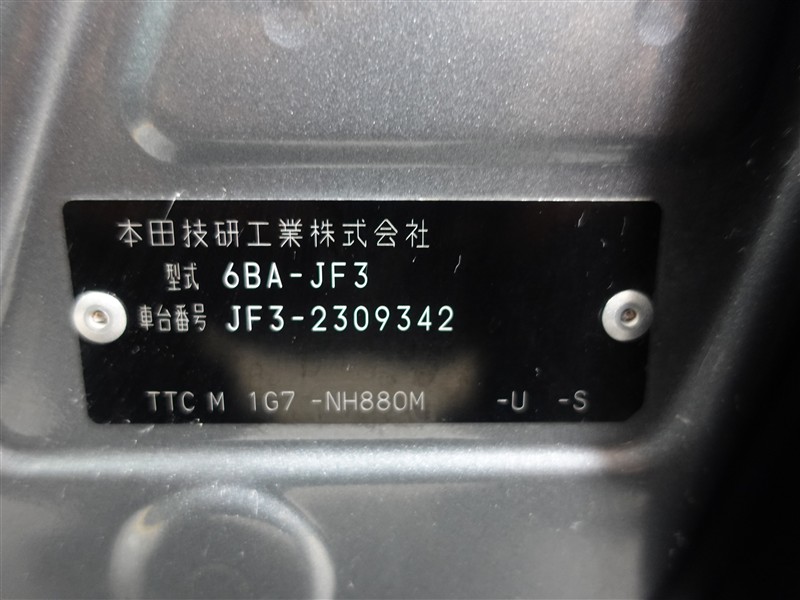 本田技研工業株式会社
型式 6BA-JF3
車台番号 JF3-2309342
TTC M 1G7 -NH880M -U -S